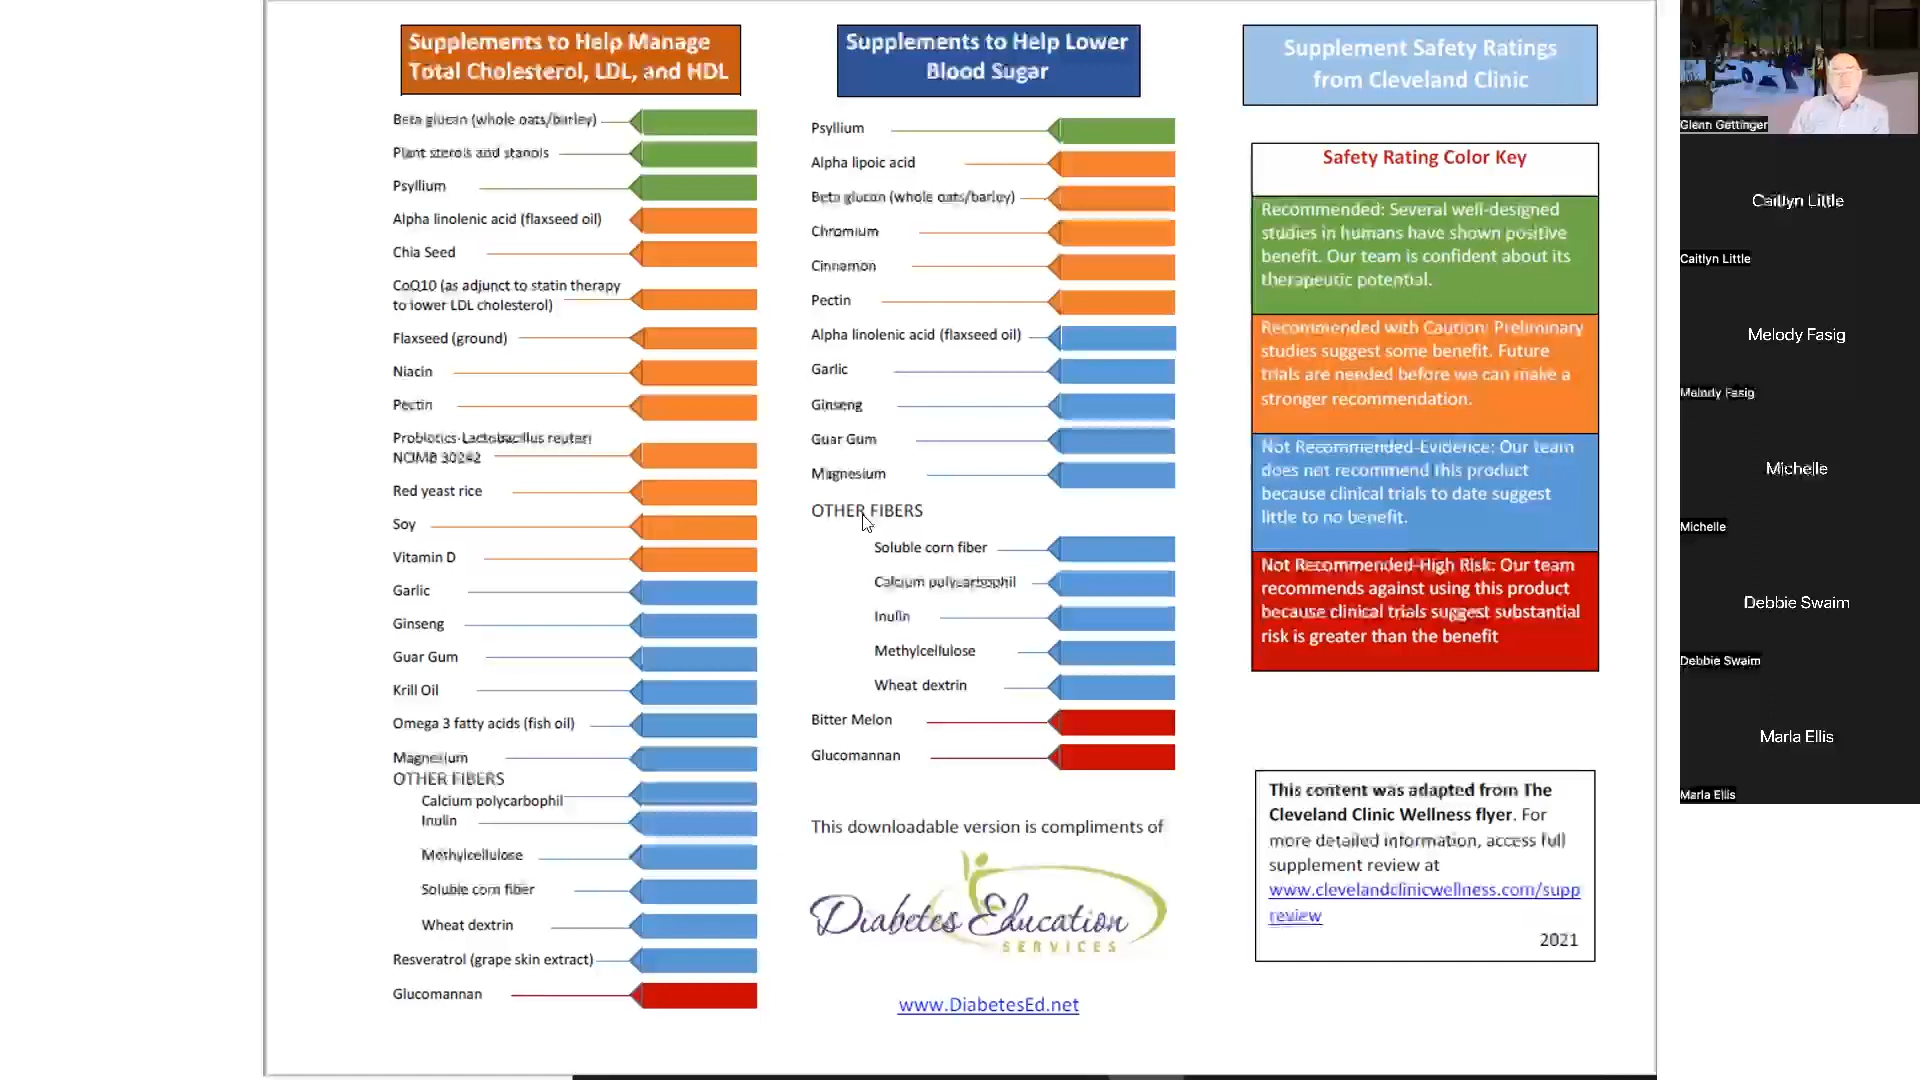 Supplements to Help Manage
Total Cholesterol, LDL, and HDL
Beta glucan (whole oats/barley)
Plant sterols and stanols
Psyllium
Alpha linolenic acid (flaxseed oil)
Chia Seed
CoQ10 (as adjunct to statin therapy
to lower LDL cholesterol)
Flaxseed (ground)
Niacin
Pectin
Probiotics-Lactobacillus reuteri
NCIMB 30242
Red yeast rice
Soy
Vitamin D
Garlic
Ginseng
Guar Gum
Krill Oil
Omega 3 fatty acids (fish oil)
Magnesium
OTHER FIBERS
Calcium polycarbophil
Inulin
Methylcellulose
Soluble corn fiber
Wheat dextrin
Resveratrol (grape skin extract)
Glucomannan
Supplements to Help Lower
Blood Sugar
Psyllium
Alpha lipoic acid
Beta glucan (whole oats/barley)
Chromium
Cinnamon
Pectin
Alpha linolenic acid (flaxseed oil)
Garlic
Ginseng
Guar Gum
Magnesium
OTHER FIBERS
Soluble corn fiber
Calcium polycarbophil
Inulin
Methylcellulose
Wheat dextrin
Bitter Melon
Glucomannan
This downloadable version is compliments of
Diabetes Education
SERVICES
www.DiabetesEd.net
Supplement Safety Ratings
from Cleveland Clinic
Safety Rating Color Key
Recommended: Several well-designed
studies in humans have shown positive
benefit. Our team is confident about its
therapeutic potential.
Recommended with Caution: Preliminary
studies suggest some benefit. Future
trials are needed before we can make a
stronger recommendation.
Not Recommended-Evidence: Our team
does not recommend this product
because clinical trials to date suggest
little to no benefit.
Not Recommended-High Risk: Our team
recommends against using this product
because clinical trials suggest substantial
risk is greater than the benefit
This content was adapted from The
Cleveland Clinic Wellness flyer. For
more detailed information, access full
supplement review at
www.clevelandclinicwellness.com/supp
review
2021
Glenn Gettinger
Caitlyn Little
Caitlyn Little
Melody Fasig
Melody Fasig
Michelle
Michelle
Debbie Swaim
Debbie Swaim
Marla Ellis
Marla Ellis